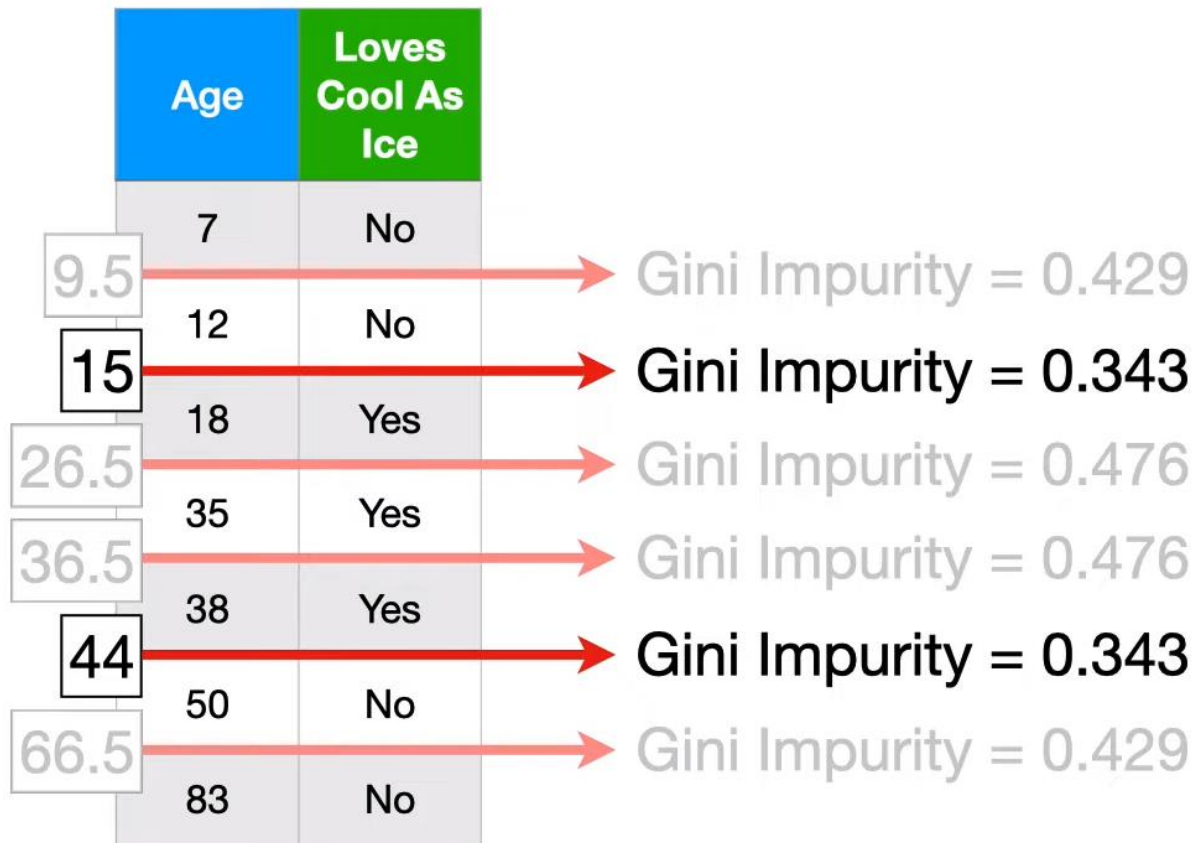 Age
Loves
Cool As
Ice
7 No
9.5 Gini Impurity = 0.429
12 No
15 Gini Impurity = 0.343
18 Yes
26.5 Gini Impurity = 0.476
35 Yes
36.5 Gini Impurity = 0.476
38 Yes
44 Gini Impurity = 0.343
50 No
66.5 Gini Impurity = 0.429
83 No